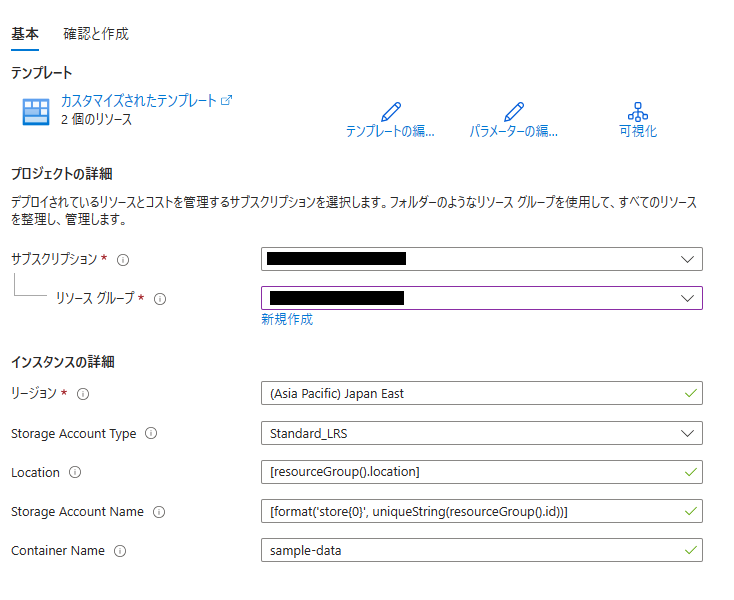 基本 確認と作成
テンプレート
カスタマイズされたテンプレート
2 個のリソース
テンプレートの編... パラメーターの編... 可視化
プロジェクトの詳細
デプロイされているリソースとコストを管理するサブスクリプションを選択します。フォルダーのようなリソース グループを使用して、すべてのリソース
を整理し、管理します。
サブスクリプション *
リソース グループ *
新規作成
インスタンスの詳細
リージョン * (Asia Pacific) Japan East
Storage Account Type Standard_LRS
Location [resourceGroup().location]
Storage Account Name [format('store{0}', uniqueString(resourceGroup().id))]
Container Name sample-data